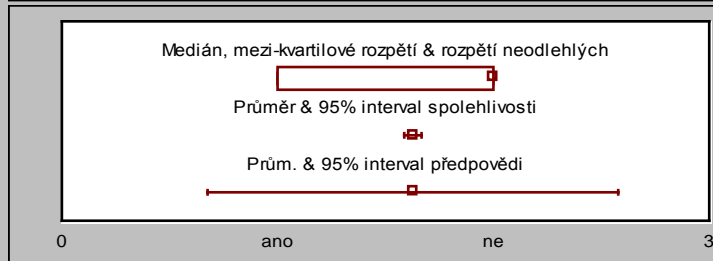 Medián, mezi-kvartilové rozpětí & rozpětí neodlehlých
Průměr & 95% interval spolehlivosti
Prům. & 95% interval předpovědi
0 ano ne 3